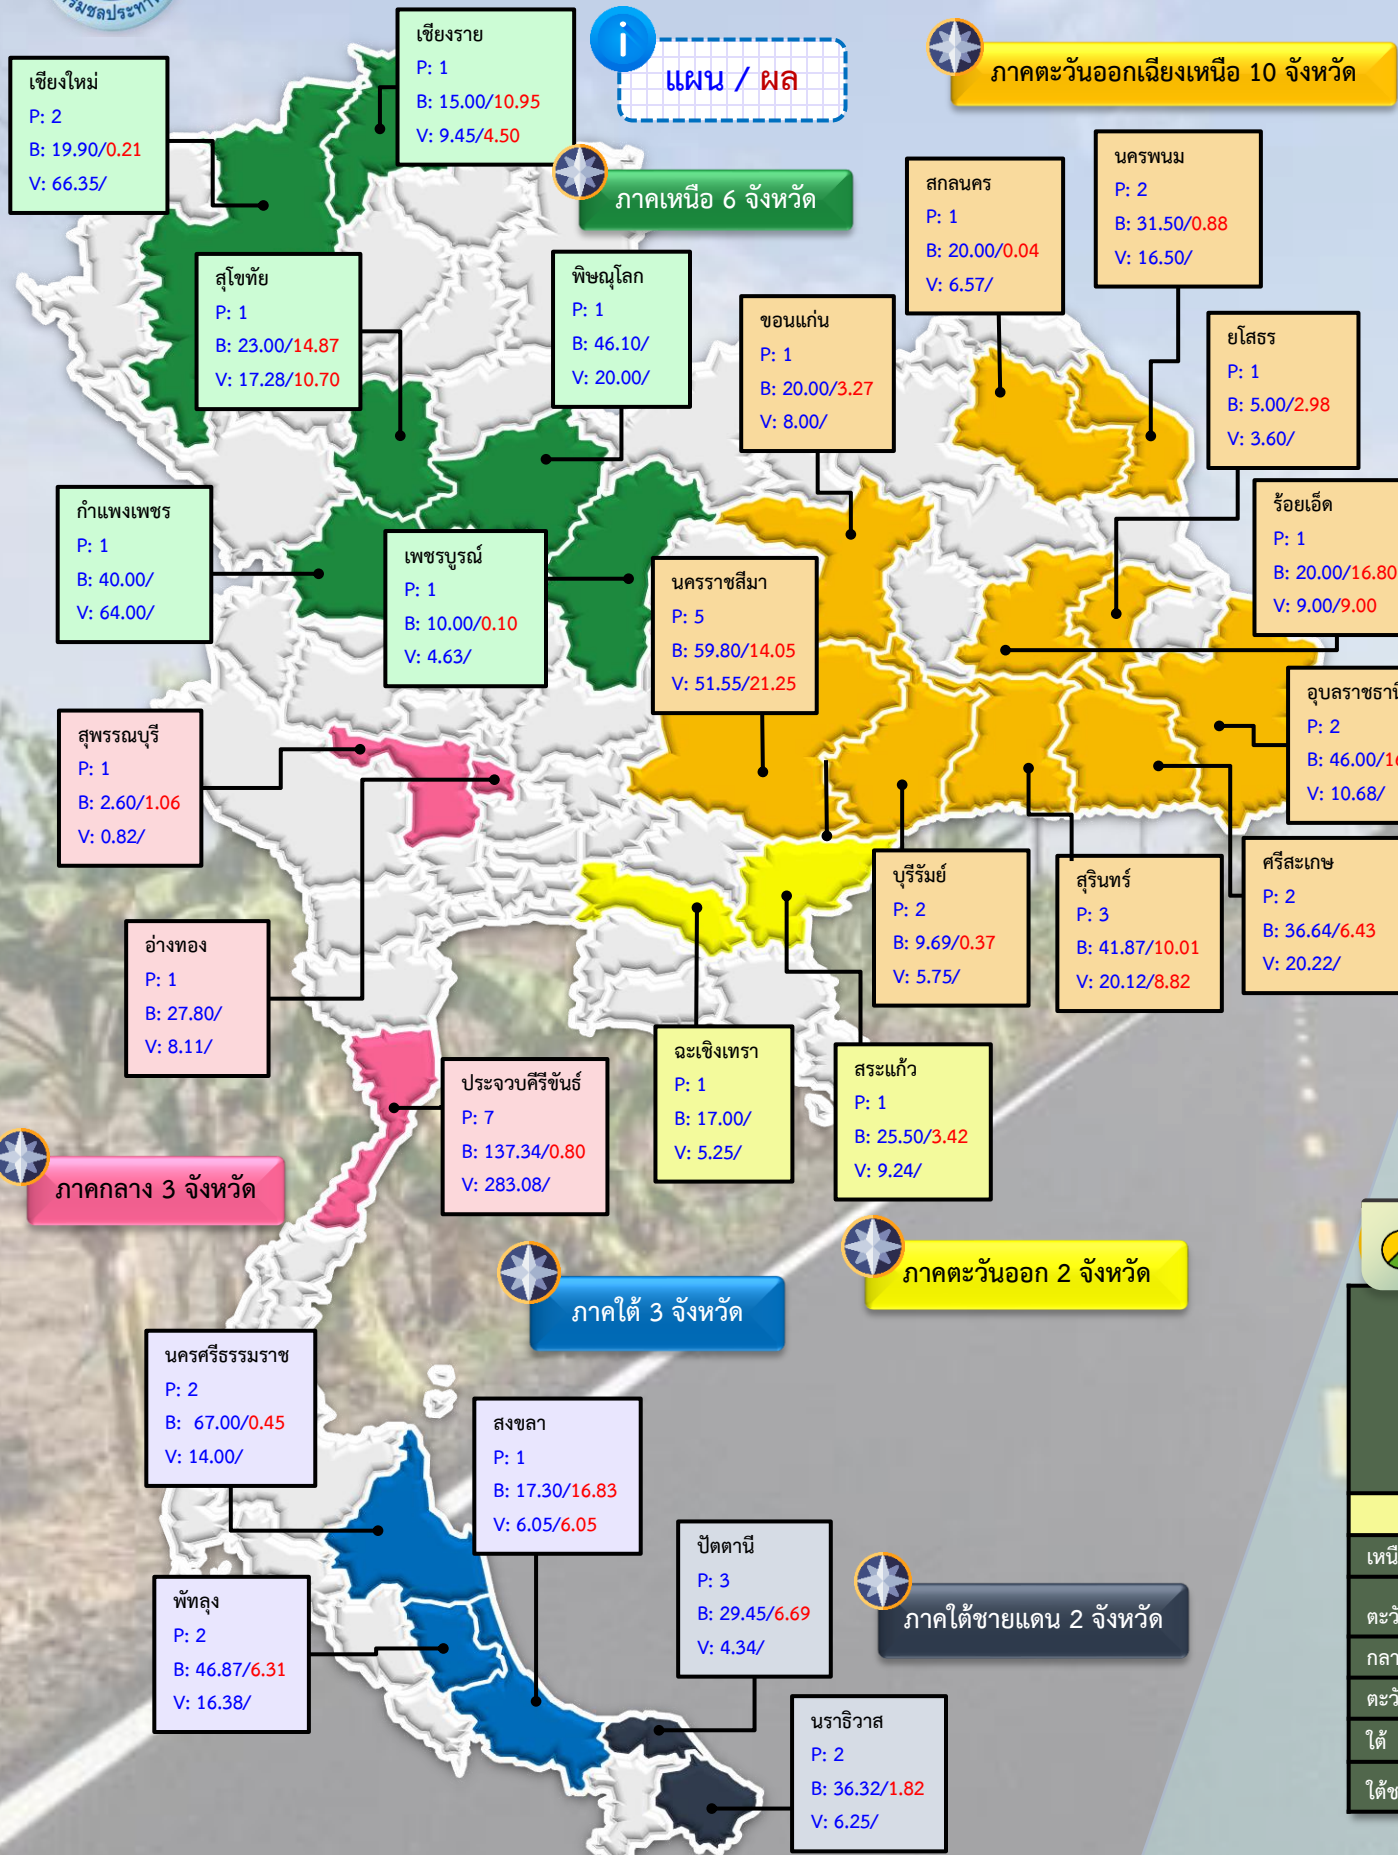 กรมชลประทาน
เชียงราย
P: 1
B: 15.00/10.95
V: 9.45/4.50
แผน / ผล
ภาคตะวันออกเฉียงเหนือ 10 จังหวัด
เชียงใหม่
P: 2
B: 19.90/0.21
V: 66.35/
ภาคเหนือ 6 จังหวัด
สกลนคร
P: 1
B: 20.00/0.04
V: 6.57/
นครพนม
P: 2
B: 31.50/0.88
V: 16.50/
สุโขทัย
P: 1
B: 23.00/14.87
V: 17.28/10.70
พิษณุโลก
P: 1
B: 46.10/
V: 20.00/
ขอนแก่น
P: 1
B: 20.00/3.27
V: 8.00/
ยโสธร
P: 1
B: 5.00/2.98
V: 3.60/
กำแพงเพชร
P: 1
B: 40.00/
V: 64.00/
เพชรบูรณ์
P: 1
B: 10.00/0.10
V: 4.63/
นครราชสีมา
P: 5
B: 59.80/14.05
V: 51.55/21.25
ร้อยเอ็ด
P: 1
B: 20.00/16.80
V: 9.00/9.00
อุบลราชธานี
P: 2
B: 46.00/
V: 10.68/
สุพรรณบุรี
P: 1
B: 2.60/1.06
V: 0.82/
บุรีรัมย์
P: 2
B: 9.69/0.37
V: 5.75/
สุรินทร์
P: 3
B: 41.87/10.01
V: 20.12/8.82
ศรีสะเกษ
P: 2
B: 36.64/6.43
V: 20.22/
อ่างทอง
P: 1
B: 27.80/
V: 8.11/
ประจวบคีรีขันธ์
P: 7
B: 137.34/0.80
V: 283.08/
ฉะเชิงเทรา
P: 1
B: 17.00/
V: 5.25/
สระแก้ว
P: 1
B: 25.50/3.42
V: 9.24/
ภาคกลาง 3 จังหวัด
ภาคตะวันออก 2 จังหวัด
ภาคใต้ 3 จังหวัด
นครศรีธรรมราช
P: 2
B: 67.00/0.45
V: 14.00/
สงขลา
P: 1
B: 17.30/16.83
V: 6.05/6.05
ปัตตานี
P: 3
B: 29.45/6.69
V: 4.34/
ภาคใต้ชายแดน 2 จังหวัด
พัทลุง
P: 2
B: 46.87/6.31
V: 16.38/
นราธิวาส
P: 2
B: 36.32/1.82
V: 6.25/
ใต้